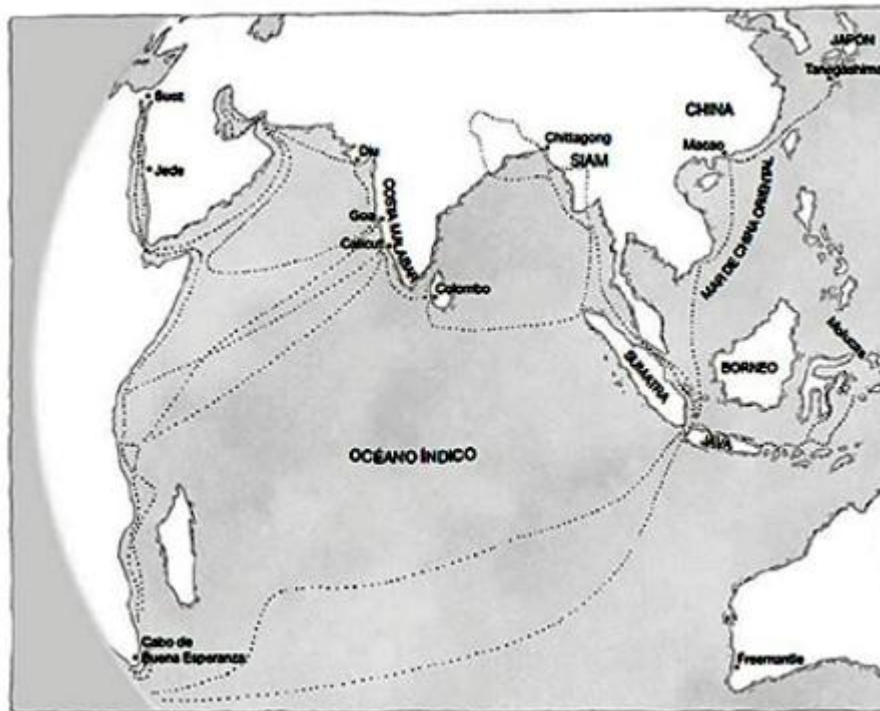 JAPÓN
Tanegashima
Suez
CHINA
Macao
Chittagong
SIAM
Diu
Jede
Goa
COSTA MALABAR
Calicut
MAR DE CHINA ORIENTAL
Colombo
Molucas
BORNEO
SUMATRA
JAVA
OCÉANO ÍNDICO
Cabo de
Buena Esperanza
Freemantle